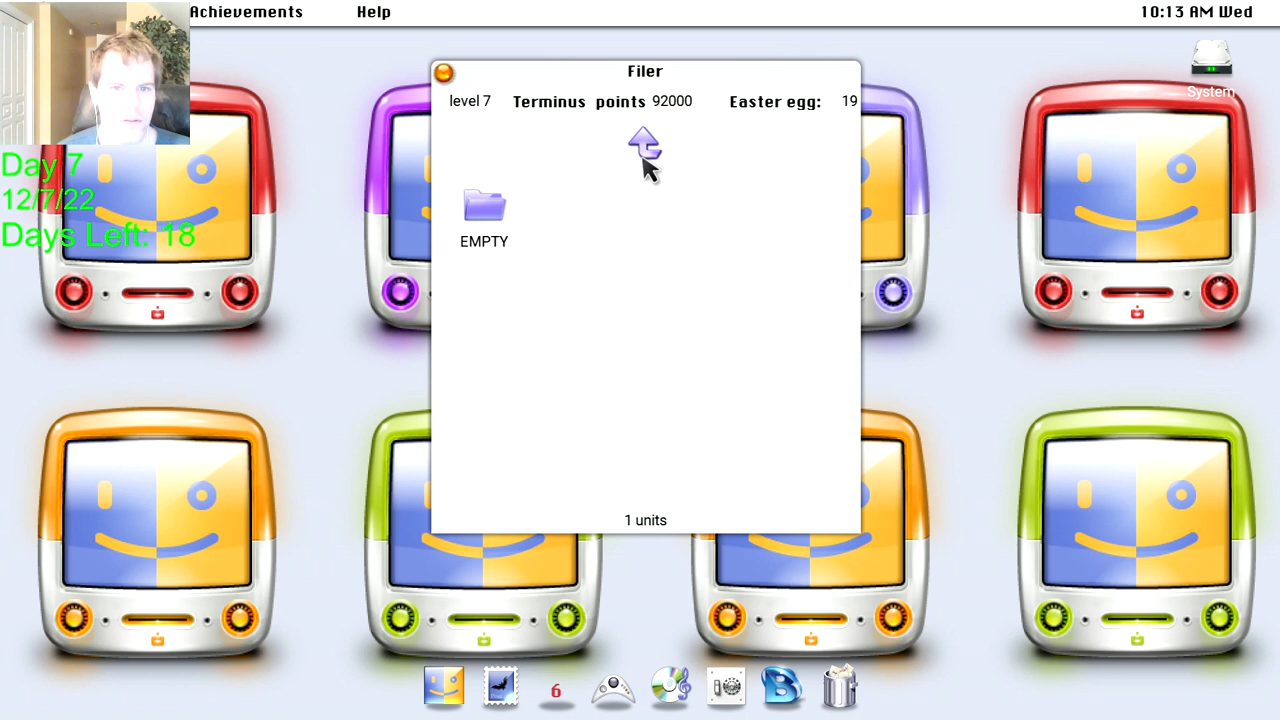 Achievements Help 10:13 AM Wed
Filer
level 7 Terminus points 92000 Easter egg: 19
System
Day 7
12/7/22
Days Left: 18
EMPTY
1 units
6